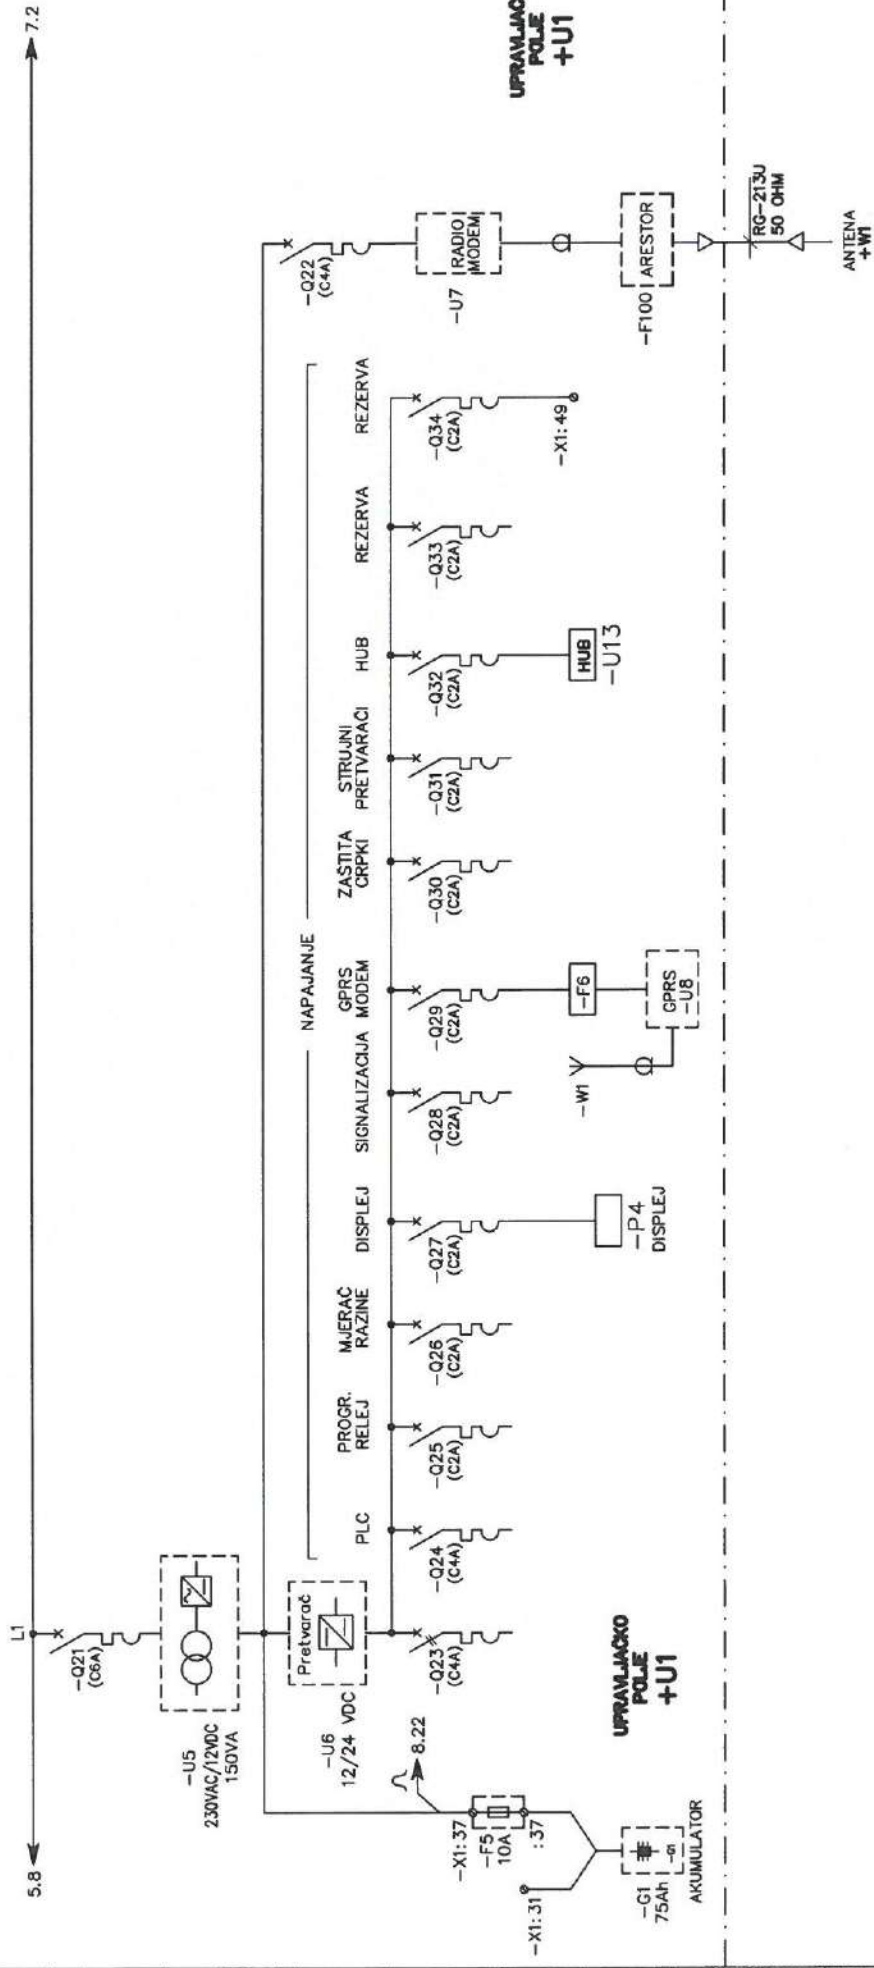 5.8
L1
7.2
-Q21
(C6A)
-U5
230VAC/12VDC
150VA
-U6
12/24 VDC
Pretvarač
NAPAJANJE
PLC
PROGR.
RELEJ
MJERAČ
RAZINE
DISPLEJ
SIGNALIZACIJA
GPRS
MODEM
ZAŠTITA
CRPKI
STRUJNI
PRETVARAČI
HUB
REZERVA
REZERVA
-Q22
(C4A)
8.22
-Q23
(C4A)
-Q24
(C4A)
-Q25
(C2A)
-Q26
(C2A)
-Q27
(C2A)
-Q28
(C2A)
-Q29
(C2A)
-Q30
(C2A)
-Q31
(C2A)
-Q32
(C2A)
-Q33
(C2A)
-Q34
(C2A)
-U7
RADIO
MODEM
-X1:37
-F5
10A
:37
-X1:31
-G1
75Ah
-G1
AKUMULATOR
UPRAVLJAČKO
POLJE
+U1
-P4
DISPLEJ
-W1
-F6
GPRS
-U8
HUB
-U13
-X1:49
-F100
ARESTOR
UPRAVLJAČ
POLJE
+U1
RG-213U
50 OHM
ANTENA
+W1